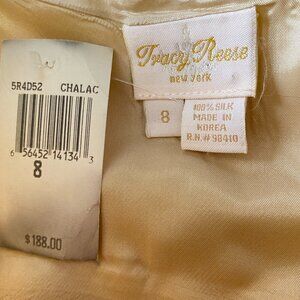 5R4D52 CHALAC
6 56452 14134 3
8
$188.00
Tracy Reese
new york
8
100% SILK
MADE IN
KOREA
R.N.# 98410